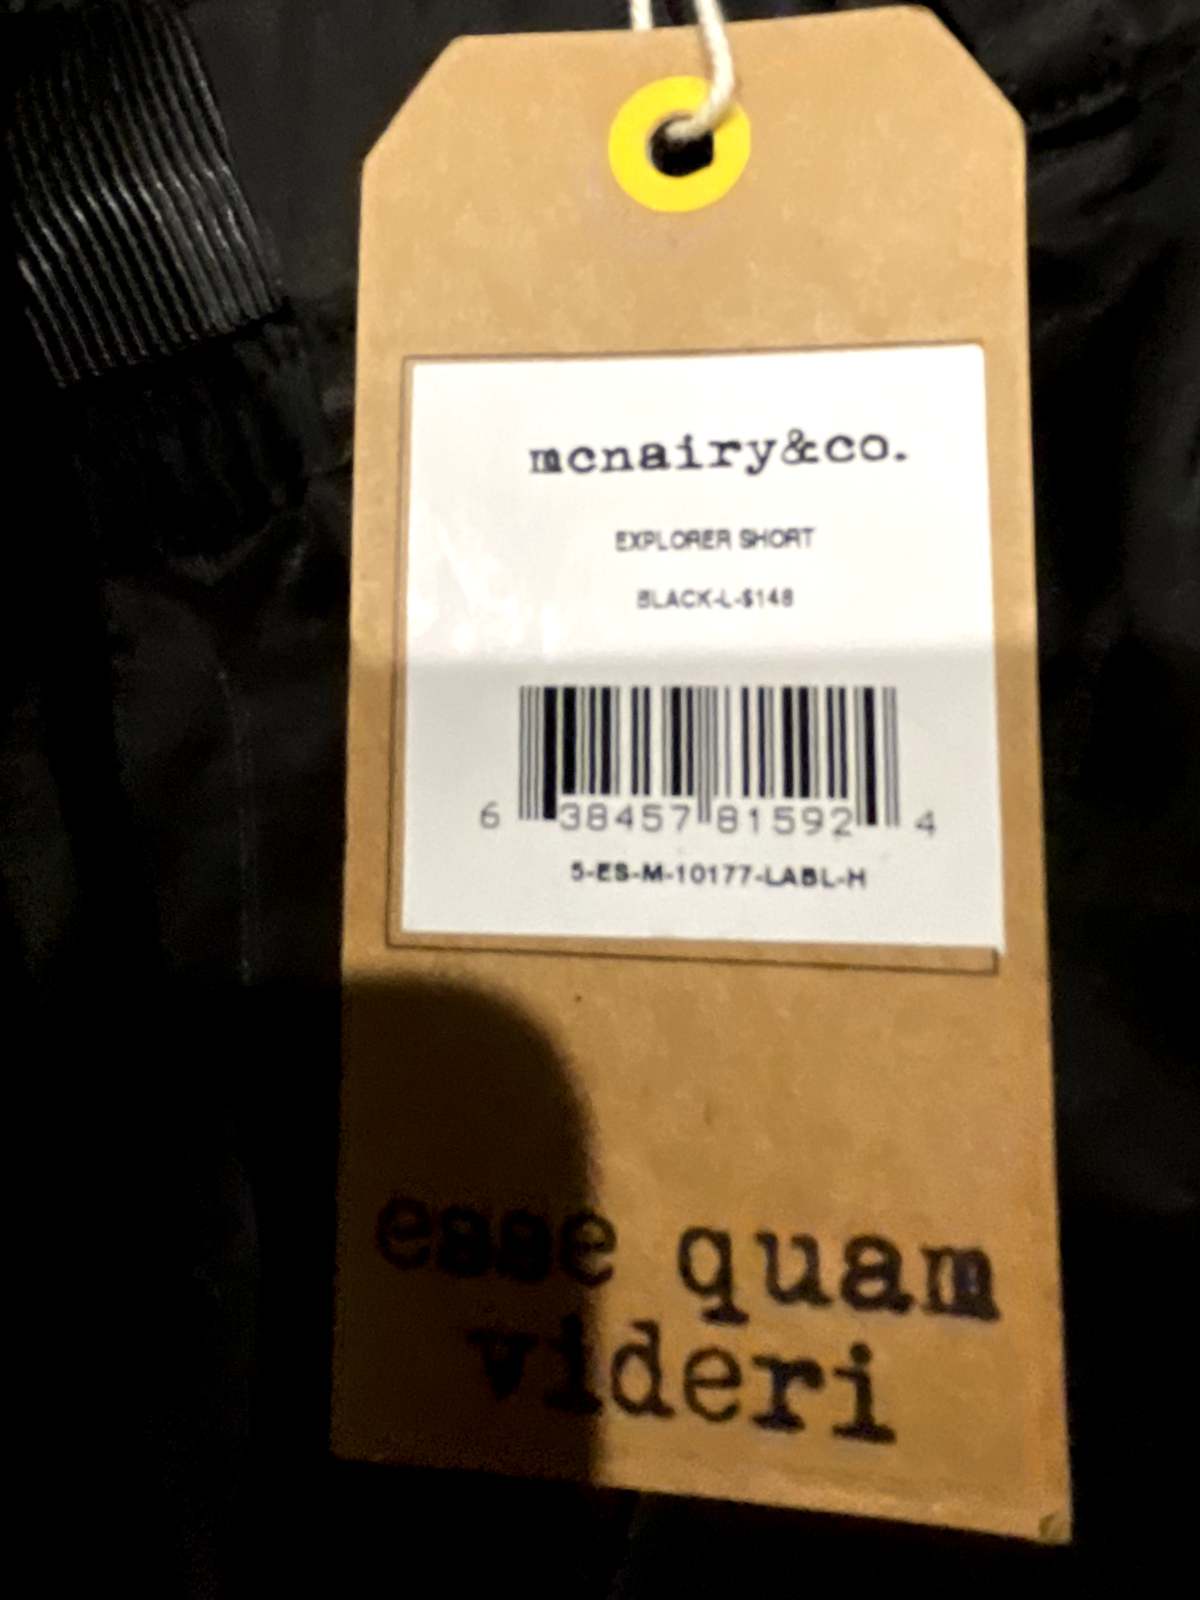 mcnairy&co.
EXPLORER SHORT
BLACK-L-$148
6 38457 81592 4
5-ES-M-10177-LABL-H
esse quam
videri